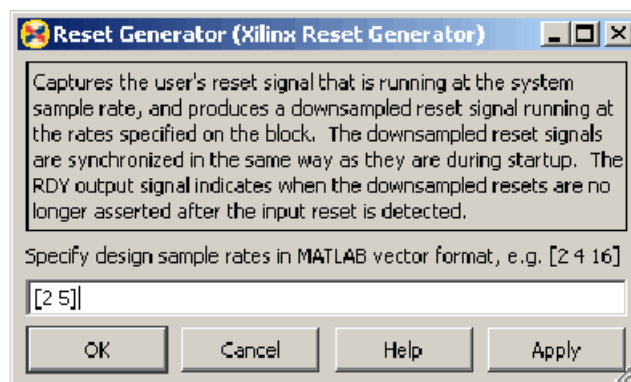 Reset Generator (Xilinx Reset Generator)
Captures the user's reset signal that is running at the system
sample rate, and produces a downsampled reset signal running at
the rates specified on the block. The downsampled reset signals
are synchronized in the same way as they are during startup. The
RDY output signal indicates when the downsampled resets are no
longer asserted after the input reset is detected.
Specify design sample rates in MATLAB vector format, e.g. [2 4 16]
[2 5]
OK Cancel Help Apply